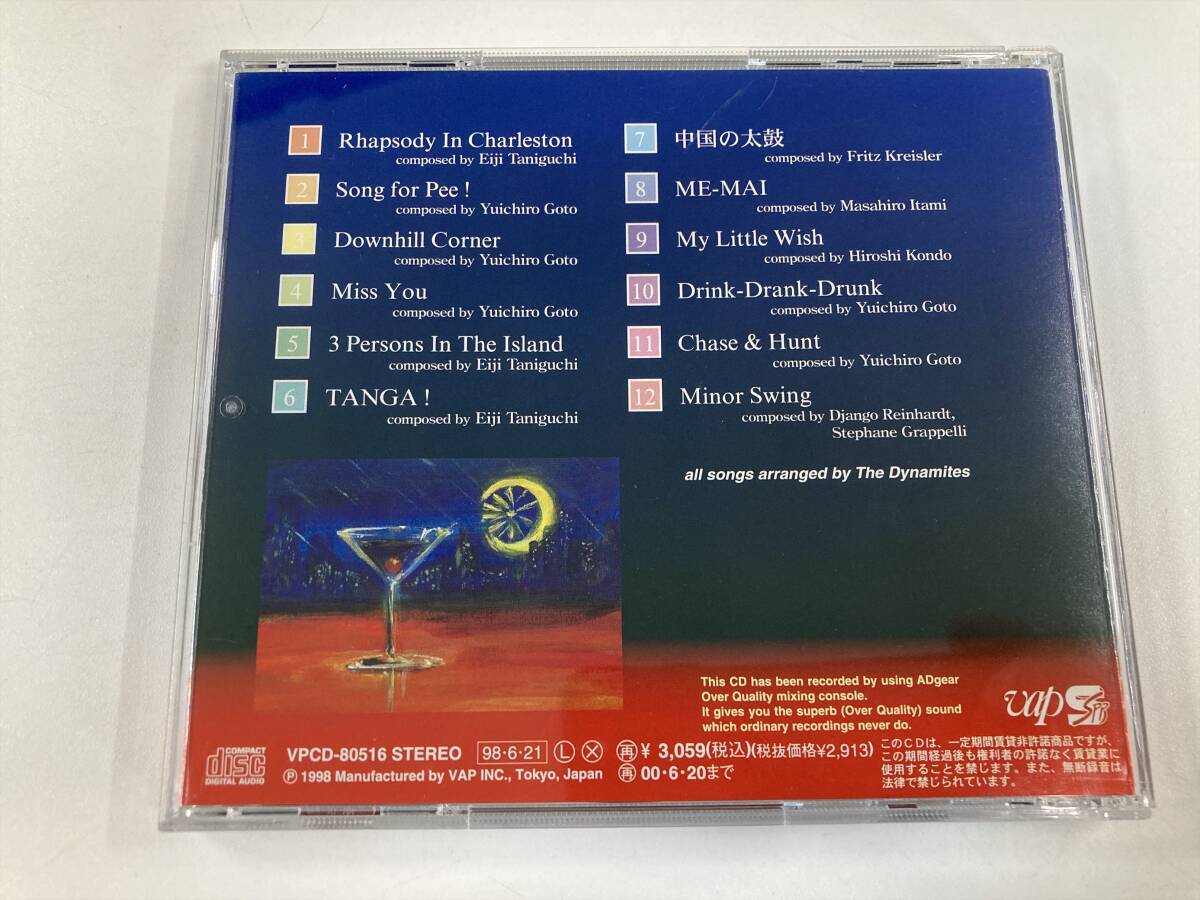 1 Rhapsody In Charleston
composed by Eiji Taniguchi
2 Song for Pee !
composed by Yuichiro Goto
3 Downhill Corner
composed by Yuichiro Goto
4 Miss You
composed by Yuichiro Goto
5 3 Persons In The Island
composed by Eiji Taniguchi
6 TANGA !
composed by Eiji Taniguchi
7 中国の太鼓
composed by Fritz Kreisler
8 ME-MAI
composed by Masahiro Itami
9 My Little Wish
composed by Hiroshi Kondo
10 Drink-Drank-Drunk
composed by Yuichiro Goto
11 Chase & Hunt
composed by Yuichiro Goto
12 Minor Swing
composed by Django Reinhardt,
Stephane Grappelli
all songs arranged by The Dynamites
This CD has been recorded by using ADgear
Over Quality mixing console.
It gives you the superb (Over Quality) sound
which ordinary recordings never do.
vap
COMPACT
disc
DIGITAL AUDIO
VPCD-80516 STEREO 98・6・21 Ⓛ Ⓧ ㊢ ¥ 3,059(税込)(税抜価格¥2,913)
Ⓟ 1998 Manufactured by VAP INC., Tokyo, Japan 再 00・6・20まで
このCDは、一定期間賃貸非許諾商品ですが、
この期間経過後も権利者の許諾なく賃貸業に
使用することを禁じます。また、無断録音は
法律で禁じられています。